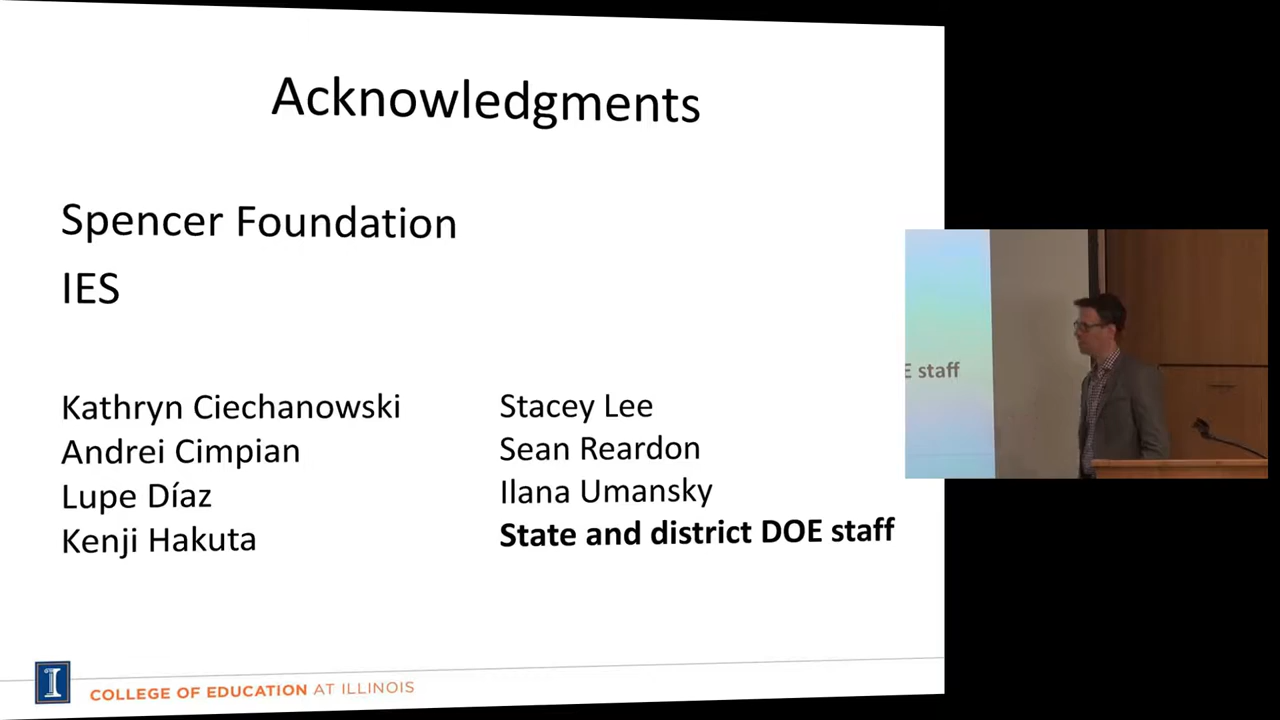 Acknowledgments
Spencer Foundation
IES
Kathryn Ciechanowski
Andrei Cimpian
Lupe Díaz
Kenji Hakuta
Stacey Lee
Sean Reardon
Ilana Umansky
State and district DOE staff
I
COLLEGE OF EDUCATION AT ILLINOIS
E staff